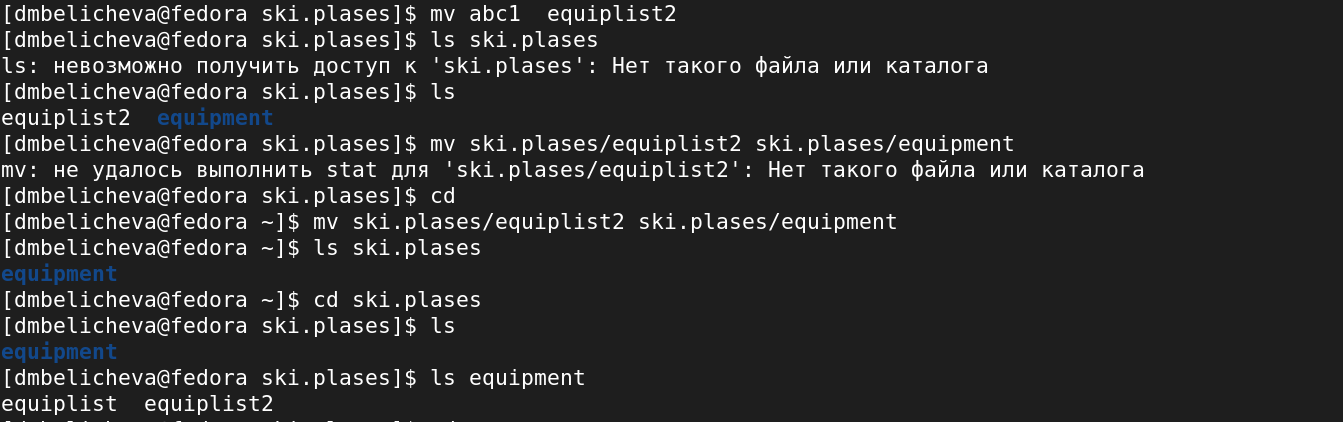 [dmbelicheva@fedora ski.plases]$ mv abc1  equiplist2
[dmbelicheva@fedora ski.plases]$ ls ski.plases
ls: невозможно получить доступ к 'ski.plases': Нет такого файла или каталога
[dmbelicheva@fedora ski.plases]$ ls
equiplist2  equipment
[dmbelicheva@fedora ski.plases]$ mv ski.plases/equiplist2 ski.plases/equipment
mv: не удалось выполнить stat для 'ski.plases/equiplist2': Нет такого файла или каталога
[dmbelicheva@fedora ski.plases]$ cd
[dmbelicheva@fedora ~]$ mv ski.plases/equiplist2 ski.plases/equipment
[dmbelicheva@fedora ~]$ ls ski.plases
equipment
[dmbelicheva@fedora ~]$ cd ski.plases
[dmbelicheva@fedora ski.plases]$ ls
equipment
[dmbelicheva@fedora ski.plases]$ ls equipment
equiplist  equiplist2